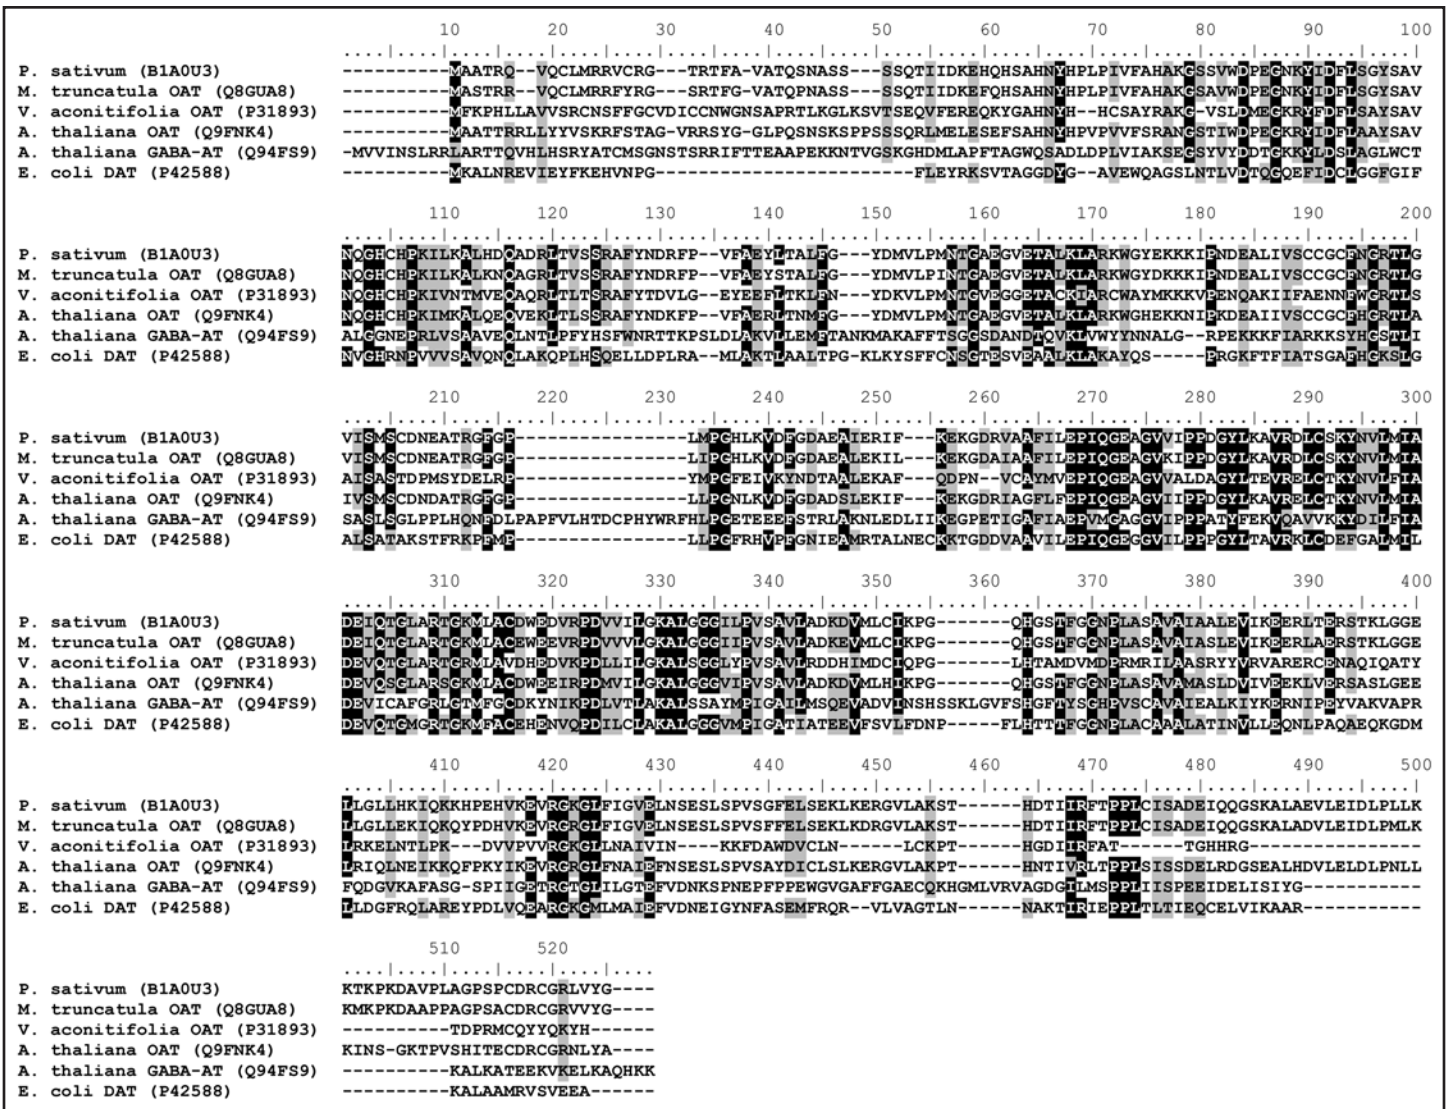 10 20 30 40 50 60 70 80 90 100
....|....|....|....|....|....|....|....|....|....|....|....|....|....|....|....|....|....|....|....|
P. sativum (B1A0U3) ----------MAATRQ--VQCLMRRVCRG---TRTFA-VATQSNASS---SSQTIIDKEHQHSAHNYHPLPIVFAHAKGSSVWDPEGNKYIDFLSGYSAV
M. truncatula OAT (Q8GUA8) ----------MASTRR--VQCLMRRFYRG---SRTFG-VATQPNASS---SSQTIIDKEFQHSAHNYHPLPIVFAHAKGSAVWDPEGNKYIDFLSGYSAV
V. aconitifolia OAT (P31893) ----------MFKPHLLAVVSRCNSFFGCVDICCNWGNSAPRTLKGLKSVTSEQVFEREQKYGAHNYH--HCSAYRAKG-VSLDMEGKRYFDFLSAYSAV
A. thaliana OAT (Q9FNK4) ----------MAATTRRLLYYVSKRFSTAG-VRRSYG-GLPQSNSKSPPSSSQRLMELESEFSAHNYHPVPVVFSRANGSTIWDPEGKRYIDFLAAYSAV
A. thaliana GABA-AT (Q94FS9) -MVVINSLRRLARTTQVHLHSRYATCMSGNSTSRRIFTTEAAPEKKNTVGSKGHDMLAPFTAGWQSADLDPLVIAKSEGSYVYDDTGKKYLDSLAGLWCT
E. coli DAT (P42588) ----------MKALNREVIEYFKEHVNPG------------------------FLEYRKSVTAGGDYG--AVEWQAGSLNTLVDTQGQEFIDCLGGFGIF
110 120 130 140 150 160 170 180 190 200
....|....|....|....|....|....|....|....|....|....|....|....|....|....|....|....|....|....|....|....|
P. sativum (B1A0U3) NQGHCHPKILKALHDQADRLTVSSRAFYNDRFP--VFAEYLTALFG---YDMVLPMNTGAEGVETALKLARKWGYEKKKIPNDEALIVSCCGCFNGRTLG
M. truncatula OAT (Q8GUA8) NQGHCHPKILKALKNQAGRLTVSSRAFYNDRFP--VFAEYSTALFG---YDMVLPINTGAEGVETALKLARKWGYDKKKIPNDEALIVSCCGCFNGRTLG
V. aconitifolia OAT (P31893) NQGHCHPKIVNTMVEQAQRLTLTSRAFYTDVLG--EYEEFLTKLFN---YDKVLPMNTGVEGGETACKIARCWAYMKKKVPENQAKIIFAENNFWGRTLS
A. thaliana OAT (Q9FNK4) NQGHCHPKIMKALQEQVEKLTLSSRAFYNDKFP--VFAERLTNMFG---YDMVLPMNTGAEGVETALKLARKWGHEKKNIPKDEAIIVSCCGCFHGRTLA
A. thaliana GABA-AT (Q94FS9) ALGGNEPRLVSAAVEQLNTLPFYHSFWNRTTKPSLDLAKVLLEMFTANKMAKAFFTSGGSDANDTQVKLVWYYNNALG--RPEKKKFIARKKSYHGSTLI
E. coli DAT (P42588) NVGHRNPVVVSAVQNQLAKQPLHSQELLDPLRA--MLAKTLAALTPG-KLKYSFFCNSGTESVEAALKLAKAYQS-----PRGKFTFIATSGAFHGKSLG
210 220 230 240 250 260 270 280 290 300
....|....|....|....|....|....|....|....|....|....|....|....|....|....|....|....|....|....|....|....|
P. sativum (B1A0U3) VISMSCDNEATRGFGP----------------LMPGHLKVDFGDAEAIERIF--KEKGDRVAAFILEPIQGEAGVVIPPDGYLKAVRDLCSKYNVLMIA
M. truncatula OAT (Q8GUA8) VISMSCDNEATRGFGP----------------LIPGHLKVDFGDAEALEKIL--KEKGDAIAAFILEPIQGEAGVKIPPDGYLKAVRDLCSKYNVLMIA
V. aconitifolia OAT (P31893) AISASTDPMSYDELRP----------------YMPGFEIVKYNDTAALEKAF--QDPN--VCAYMVEPIQGEAGVVALDAGYLTEVRELCTKYNVLFIA
A. thaliana OAT (Q9FNK4) IVSMSCDNDATRGFGP----------------LLPGNLKVDFGDADSLEKIF--KEKGDRIAGFLFEPIQGEAGVIIPPDGYLKAVRELCTKYNVLMIA
A. thaliana GABA-AT (Q94FS9) SASLSGLPPLHQNFDLPAPFVLHTDCPHYWRFHLPGETEEEFSTRLAKNLEDLIIKEGPETIGAFIAEPVMGAGGVIPPPATYFEKVQAVVKKYDILFIA
E. coli DAT (P42588) ALSATAKSTFRKPFMP----------------LLPGFRHVPFGNIEAMRTALNECKKTGDDVAAVILEPIQGEGGVILPPPGYLTAVRKLCDEFGALMIL
310 320 330 340 350 360 370 380 390 400
....|....|....|....|....|....|....|....|....|....|....|....|....|....|....|....|....|....|....|....|
P. sativum (B1A0U3) DEIQTGLARTGKMLACDWEDVRPDVVILGKALGGGILPVSAVLADKDVMLCIKPG-------QHGSTFGGNPLASAVAIAALEVIKEERLTERSTKLGGE
M. truncatula OAT (Q8GUA8) DEIQTGLARTGKMLACEWEEVRPDVVVLGKALGGGILPVSAVLADKEVMLCIKPG-------QHGSTFGGNPLASAVAIAALEVIKEERLAERSTKLGGE
V. aconitifolia OAT (P31893) DEVQTGLARTGRMLAVDHEDVKPDLLILGKALSGGLYPVSAVLRDDHIMDCIQPG-------LHTAMDVMDPRMRILAASRYYVRVARERCENAQIQATY
A. thaliana OAT (Q9FNK4) DEVQSGLARSGKMLACDWEEIRPDMVILGKALGGGVIPVSAVLADKDVMLHIKPG-------QHGSTFGGNPLASAVAMASLDVIVEEKLVERSASLGEE
A. thaliana GABA-AT (Q94FS9) DEVICAFGRLGTMFGCDKYNIKPDLVTLAKALSSAYMPIGAILMSQEVADVINSHSSKLGVFSHGFTYSGHPVSCAVAIEALKIYKERNIPEYVAKVAPR
E. coli DAT (P42588) DEVQTGMGRTGKMFACEHENVQPDILCLAKALGGGVMPIGATIATEEVFSVLFDNP------FLHTTTFGGNPLACAAALATINVLLEQNLPAQAEQKGDM
410 420 430 440 450 460 470 480 490 500
....|....|....|....|....|....|....|....|....|....|....|....|....|....|....|....|....|....|....|....|
P. sativum (B1A0U3) LLGLLHKIQKKHPEHVKEVRGKGLFIGVELNSESLSPVSGFELSEKLKERGVLAKST------HDTIIRFTPPLCISADEIQQGSKALAEVLEIDLPLLK
M. truncatula OAT (Q8GUA8) LLGLLEKIQKQYPDHVKEVRGRGLFIGVELNSESLSPVSFFELSEKLKDRGVLAKST------HDTIIRFTPPLCISADEIQQGSKALADVLEIDLPMLK
V. aconitifolia OAT (P31893) LRKELNTLPK---DVVPVVRGKGLLNAIVIN----KKFDAWDVCLN-----LCKPT------HGDIIRFAT------TGHHRG-----------------
A. thaliana OAT (Q9FNK4) LRIQLNEIKKQFPKYIKEVRGRGLFNAIEFNSESLSPVSAYDICLSLKERGVLAKPT------HNTIVRLTPPLSISSDELRDGSEALHDVLELDLPNLL
A. thaliana GABA-AT (Q94FS9) FQDGVKAFASG-SPIIGETRGTGLILGTEFVDNKSPNEPFPPEWGVGAFFGAECQKHGMLVRVAGDGILMSPPLIISPEEIDELISIYG-----------
E. coli DAT (P42588) LLDGFRQLAREYPDLVQEARGKGMLMAIEFVDNEIGYNFASEMFRQR--VLVAGTLN------NAKTIRIEPPLTLTIEQCELVIKAAR-----------
510 520
....|....|....|....|....|....
P. sativum (B1A0U3) KTKPKDAVPLAGPSPCDRCGRLVYG----
M. truncatula OAT (Q8GUA8) KMKPKDAAPPAGPSACDRCGRVVYG----
V. aconitifolia OAT (P31893) ----------TDPRMCQYYQKYH------
A. thaliana OAT (Q9FNK4) KINS-GKTPVSHITECDRCGRNLYA----
A. thaliana GABA-AT (Q94FS9) ----------KALKATEEKVKELKAQHKK
E. coli DAT (P42588) ----------KALAAMRVSVEEA------